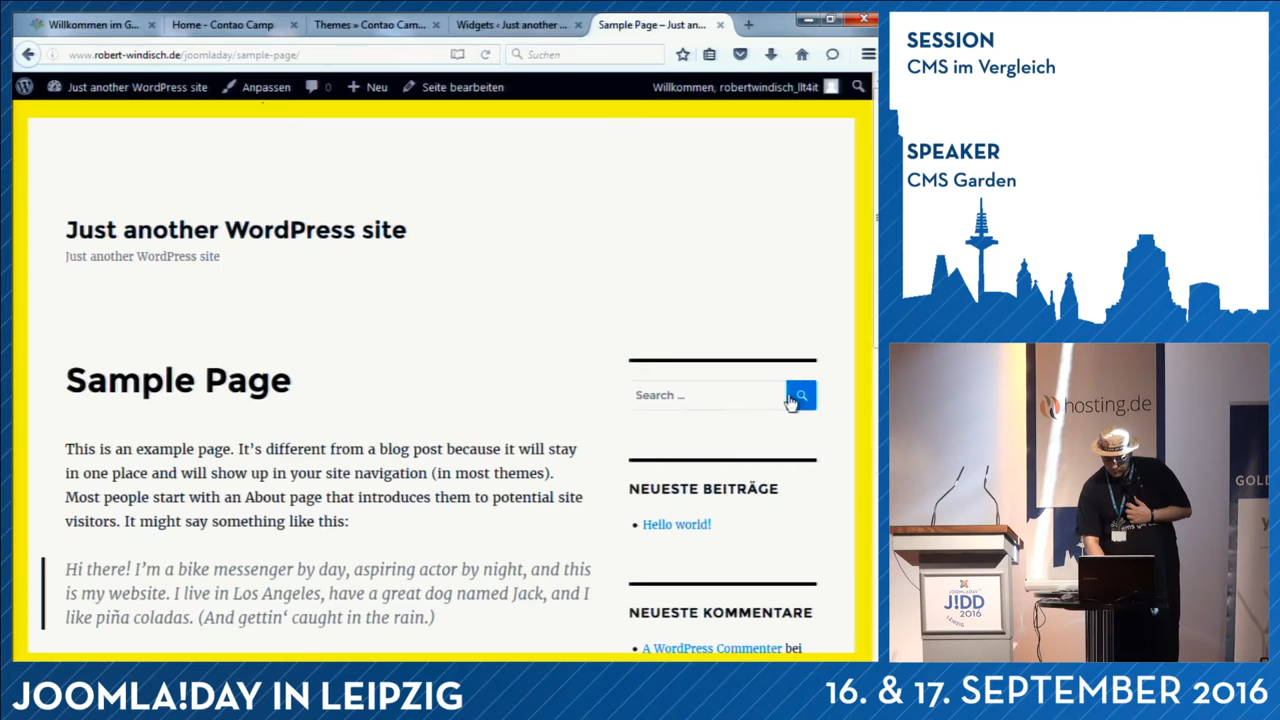 Willkommen im G...
Home - Contao Camp
Themes » Contao Cam...
Widgets ‹ Just another ...
Sample Page – Just an...
www.robert-windisch.de/joomladay/sample-page/
Suchen
Just another WordPress site
Anpassen
0
Neu
Seite bearbeiten
Willkommen, robertwindisch_llt4it
Just another WordPress site
Just another WordPress site
Sample Page
This is an example page. It’s different from a blog post because it will stay
in one place and will show up in your site navigation (in most themes).
Most people start with an About page that introduces them to potential site
visitors. It might say something like this:
Hi there! I’m a bike messenger by day, aspiring actor by night, and this
is my website. I live in Los Angeles, have a great dog named Jack, and I
like piña coladas. (And gettin‘ caught in the rain.)
Search ...
NEUESTE BEITRÄGE
Hello world!
NEUESTE KOMMENTARE
A WordPress Commenter bei
SESSION
CMS im Vergleich
SPEAKER
CMS Garden
hosting.de
GOLD
JOOMLADAY
J!DD
2016
LEIPZIG
JOOMLA!DAY IN LEIPZIG
16. & 17. SEPTEMBER 2016